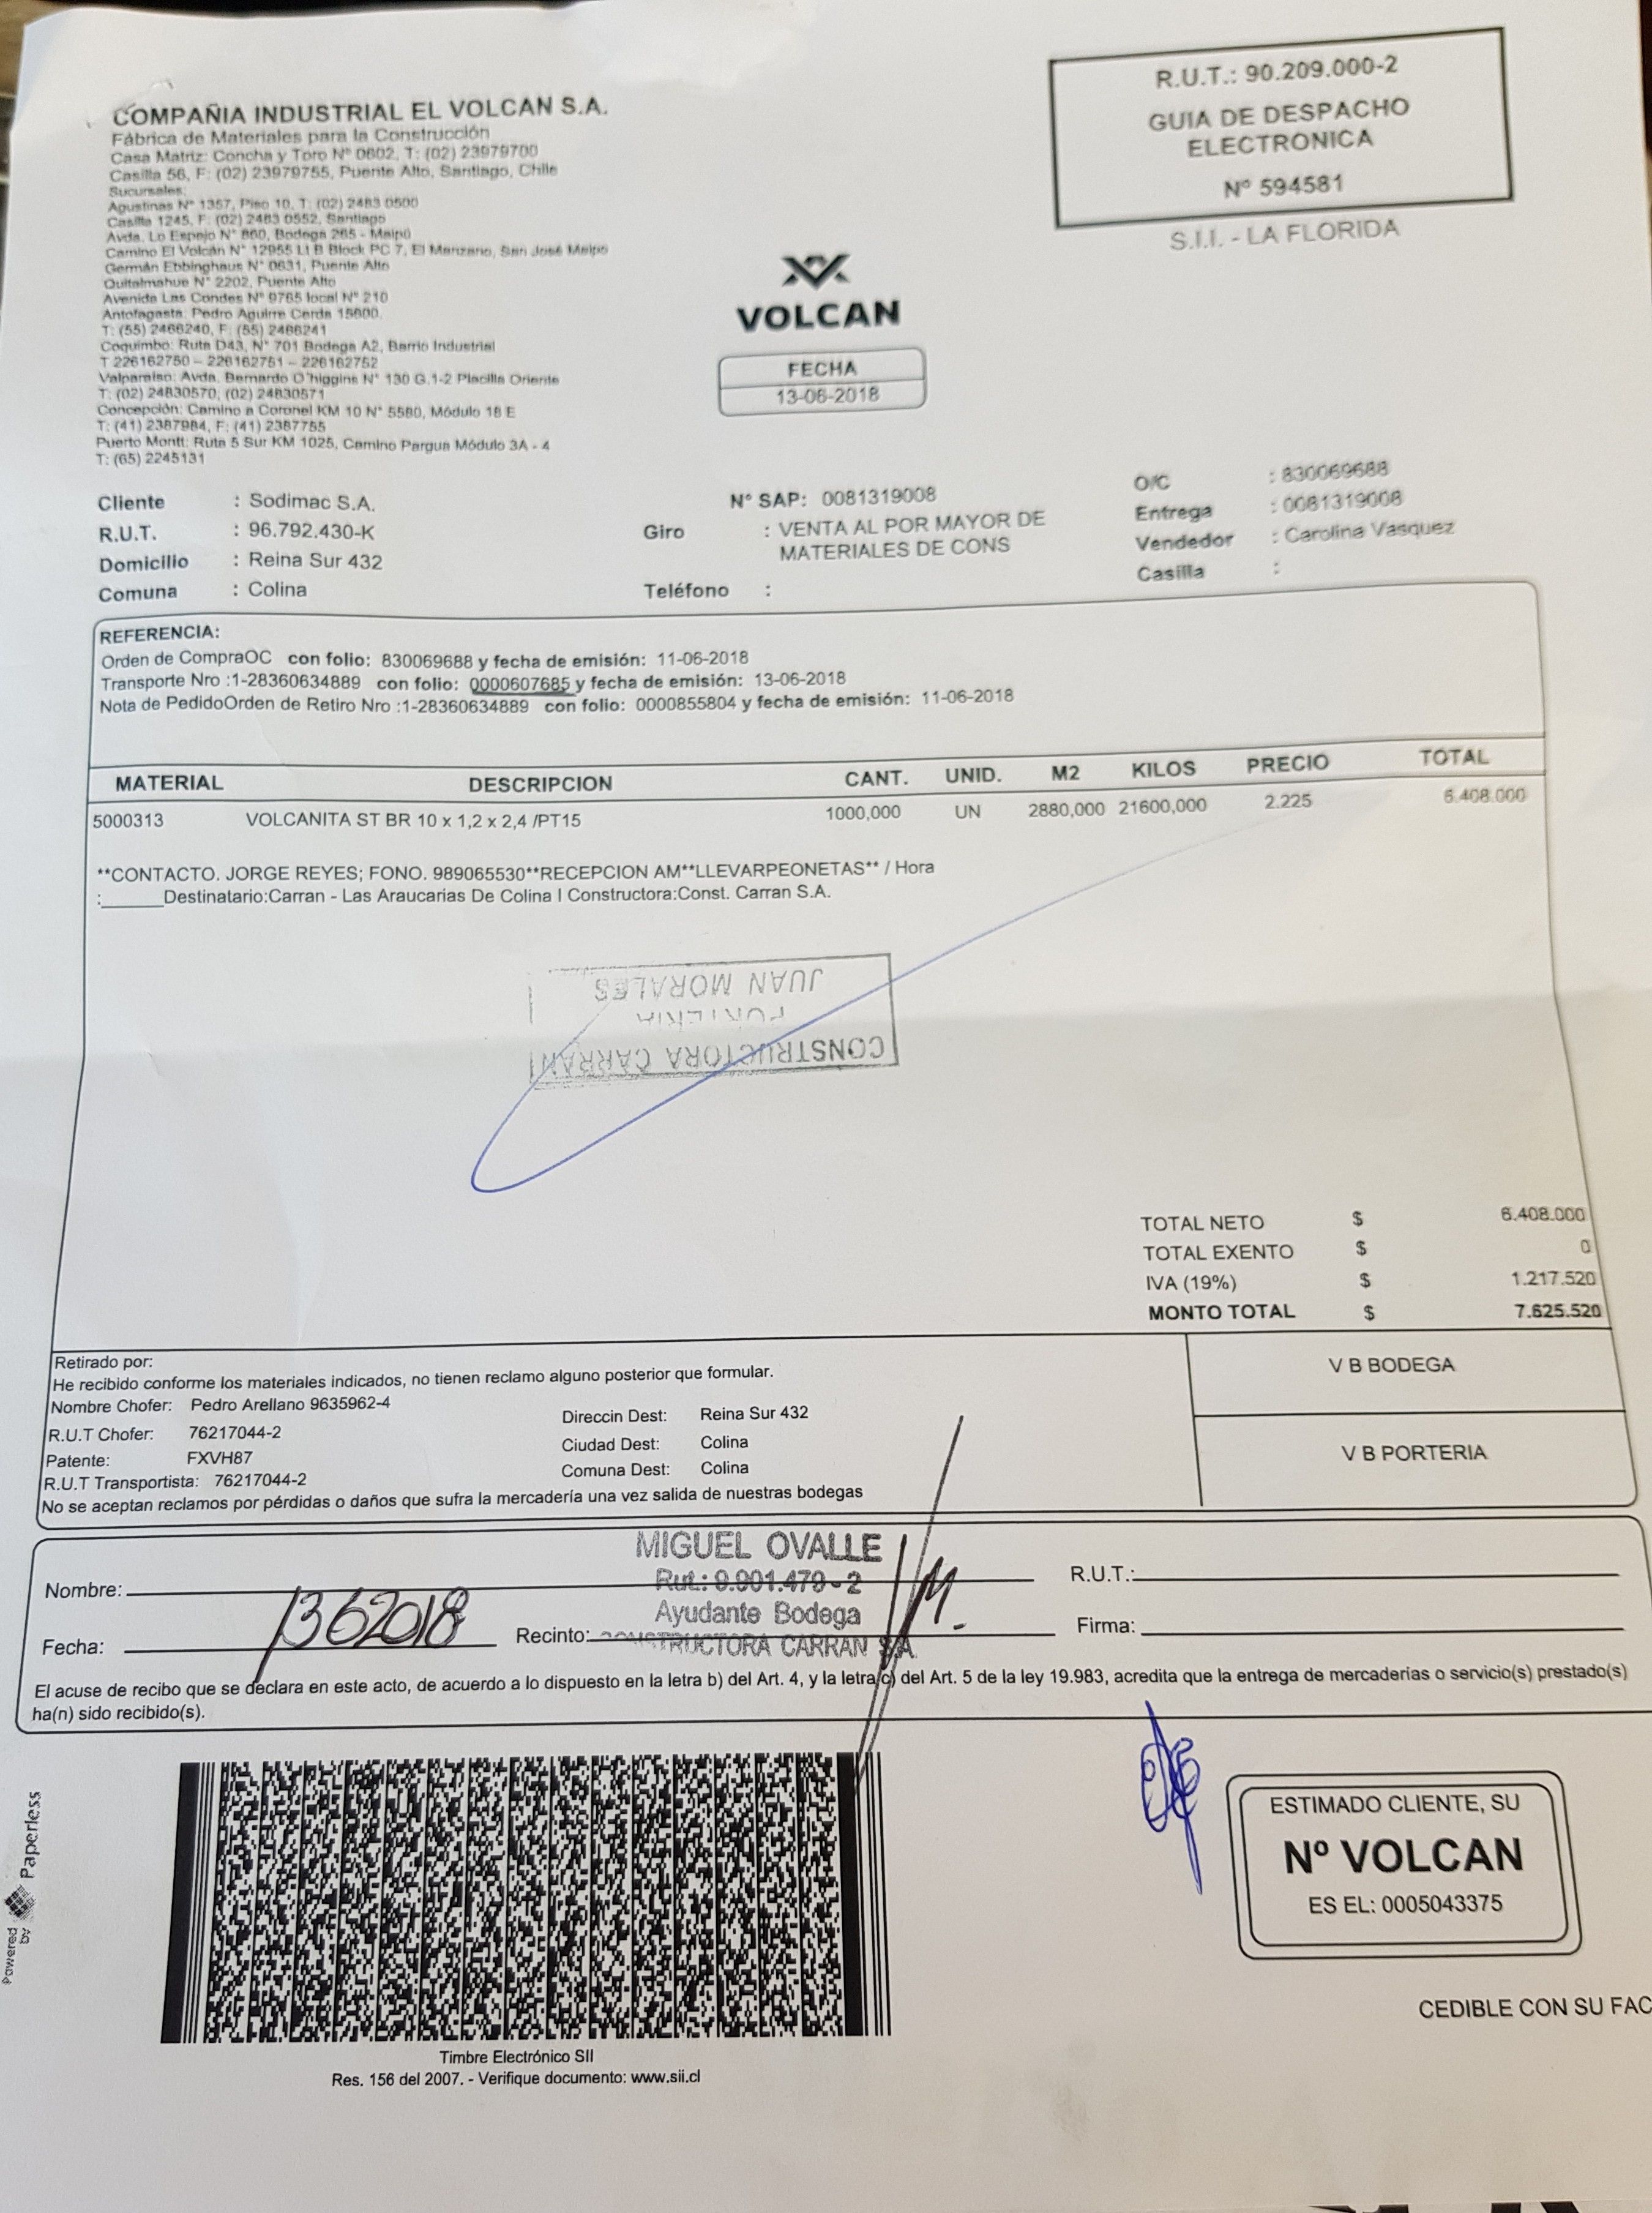 COMPAÑIA INDUSTRIAL EL VOLCAN S.A.
Fábrica de Materiales para la Construcción
Casa Matriz: Concha y Toro N° 0602, T: (02) 23979700
Casilla 56, F: (02) 23979755, Puente Alto, Santiago, Chile
Sucursales:
Agustinas N° 1357, Piso 10, T: (02) 2483 0500
Casilla 1245, F: (02) 2483 0552, Santiago
Avda. Lo Espejo N° 860, Bodega 265 - Maipú
Camino El Volcán N° 12955 Lt B Block PC 7, El Manzano, San José Maipo
Germán Ebbinghaus N° 0631, Puente Alto
Quitalmahue N° 2202, Puente Alto
Avenida Las Condes N° 9765 local N° 210
Antofagasta: Pedro Aguirre Cerda 15600.
T: (55) 2466240, F: (55) 2466241
Coquimbo: Ruta D43, N° 701 Bodega A2, Barrio Industrial
T 226162750 – 226162751 – 226162752
Valparaíso: Avda. Bernardo O'higgins N° 130 G.1-2 Placilla Oriente
T: (02) 24830570; (02) 24830571
Concepción: Camino a Coronel KM 10 N° 5580, Módulo 18 E
T: (41) 2387984, F: (41) 2387755
Puerto Montt: Ruta 5 Sur KM 1025, Camino Pargua Módulo 3A - 4
T: (65) 2245131
R.U.T.: 90.209.000-2
GUIA DE DESPACHO
ELECTRONICA
N° 594581
S.I.I. - LA FLORIDA
VOLCAN
FECHA
13-06-2018
Cliente : Sodimac S.A. N° SAP: 0081319008 O/C : 830069688
R.U.T. : 96.792.430-K Giro : VENTA AL POR MAYOR DE Entrega : 0081319008
MATERIALES DE CONS Vendedor : Carolina Vasquez
Domicilio : Reina Sur 432 Casilla :
Comuna : Colina Teléfono :
REFERENCIA:
Orden de CompraOC con folio: 830069688 y fecha de emisión: 11-06-2018
Transporte Nro :1-28360634889 con folio: 0000607685 y fecha de emisión: 13-06-2018
Nota de PedidoOrden de Retiro Nro :1-28360634889 con folio: 0000855804 y fecha de emisión: 11-06-2018
MATERIAL DESCRIPCION CANT. UNID. M2 KILOS PRECIO TOTAL
5000313 VOLCANITA ST BR 10 x 1,2 x 2,4 /PT15 1000,000 UN 2880,000 21600,000 2.225 6.408.000
**CONTACTO. JORGE REYES; FONO. 989065530**RECEPCION AM**LLEVARPEONETAS** / Hora
:______Destinatario:Carran - Las Araucarias De Colina I Constructora:Const. Carran S.A.
CONSTRUCTORA CARRAN
PORTERIA
JUAN MORALES
TOTAL NETO $ 6.408.000
TOTAL EXENTO $ 0
IVA (19%) $ 1.217.520
MONTO TOTAL $ 7.625.520
Retirado por:
He recibido conforme los materiales indicados, no tienen reclamo alguno posterior que formular.
Nombre Chofer: Pedro Arellano 9635962-4
R.U.T Chofer: 76217044-2
Patente: FXVH87
R.U.T Transportista: 76217044-2
Direccin Dest: Reina Sur 432
Ciudad Dest: Colina
Comuna Dest: Colina
No se aceptan reclamos por pérdidas o daños que sufra la mercadería una vez salida de nuestras bodegas
V B BODEGA
V B PORTERIA
MIGUEL OVALLE
Rut.: 9.901.479-2
Ayudante Bodega
CONSTRUCTORA CARRAN S.A.
Nombre: R.U.T.:
Fecha: 13 6 2018 Recinto: Firma:
El acuse de recibo que se declara en este acto, de acuerdo a lo dispuesto en la letra b) del Art. 4, y la letra c) del Art. 5 de la ley 19.983, acredita que la entrega de mercaderias o servicio(s) prestado(s)
ha(n) sido recibido(s).
Powered by Paperless
Timbre Electrónico SII
Res. 156 del 2007. - Verifique documento: www.sii.cl
ESTIMADO CLIENTE, SU
Nº VOLCAN
ES EL: 0005043375
CEDIBLE CON SU FAC